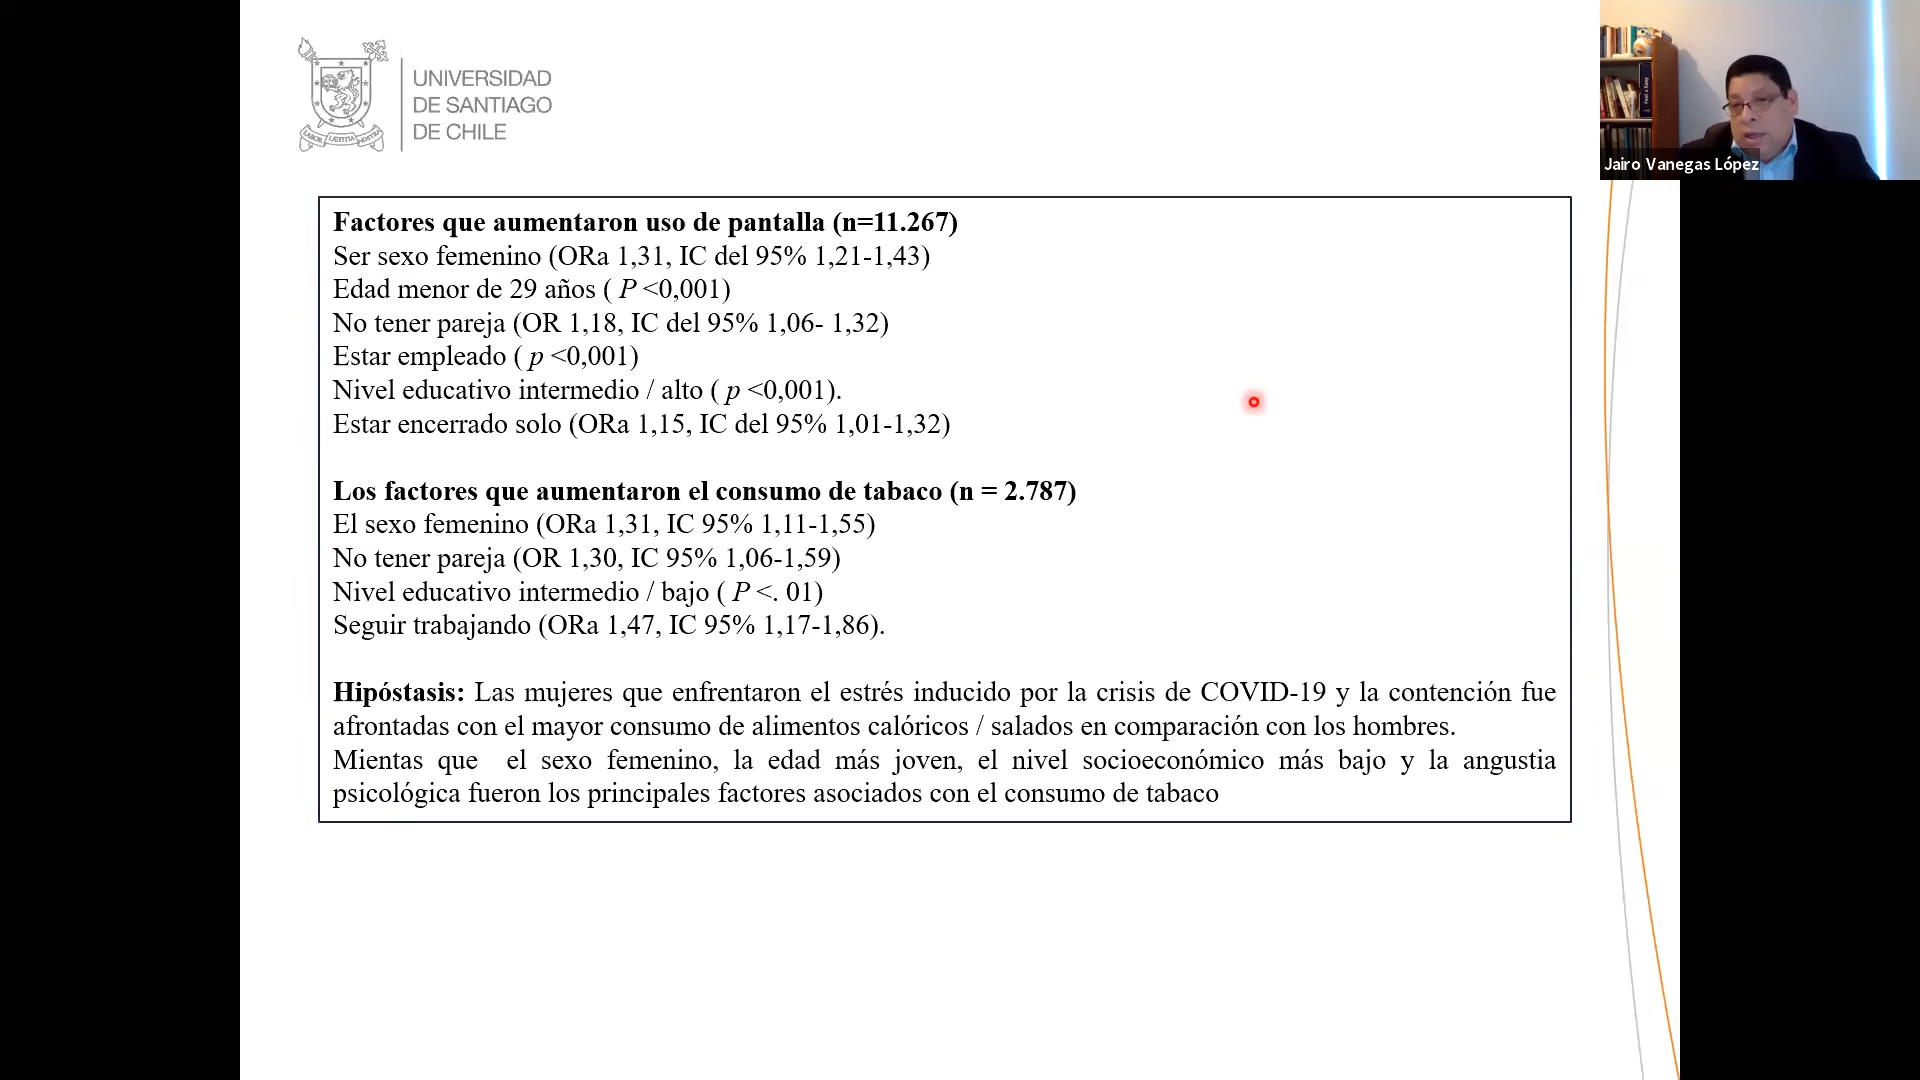 UNIVERSIDAD
DE SANTIAGO
DE CHILE
LABOR LÆTITIA NOSTRA
Jairo Vanegas López
Factores que aumentaron uso de pantalla (n=11.267)
Ser sexo femenino (ORa 1,31, IC del 95% 1,21-1,43)
Edad menor de 29 años ( P <0,001)
No tener pareja (OR 1,18, IC del 95% 1,06- 1,32)
Estar empleado ( p <0,001)
Nivel educativo intermedio / alto ( p <0,001).
Estar encerrado solo (ORa 1,15, IC del 95% 1,01-1,32)
Los factores que aumentaron el consumo de tabaco (n = 2.787)
El sexo femenino (ORa 1,31, IC 95% 1,11-1,55)
No tener pareja (OR 1,30, IC 95% 1,06-1,59)
Nivel educativo intermedio / bajo ( P <. 01)
Seguir trabajando (ORa 1,47, IC 95% 1,17-1,86).
Hipóstasis: Las mujeres que enfrentaron el estrés inducido por la crisis de COVID-19 y la contención fue
afrontadas con el mayor consumo de alimentos calóricos / salados en comparación con los hombres.
Mientas que el sexo femenino, la edad más joven, el nivel socioeconómico más bajo y la angustia
psicológica fueron los principales factores asociados con el consumo de tabaco